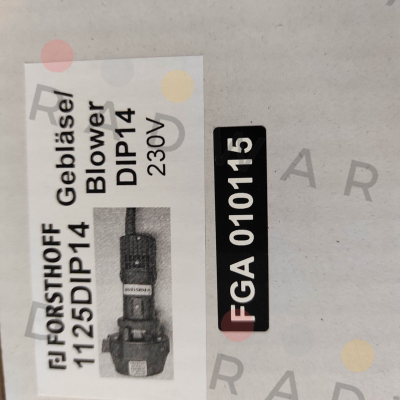 FORSTHOFF
1125DIP14
Gebläse/
Blower
DIP14
230V
FGA 010115